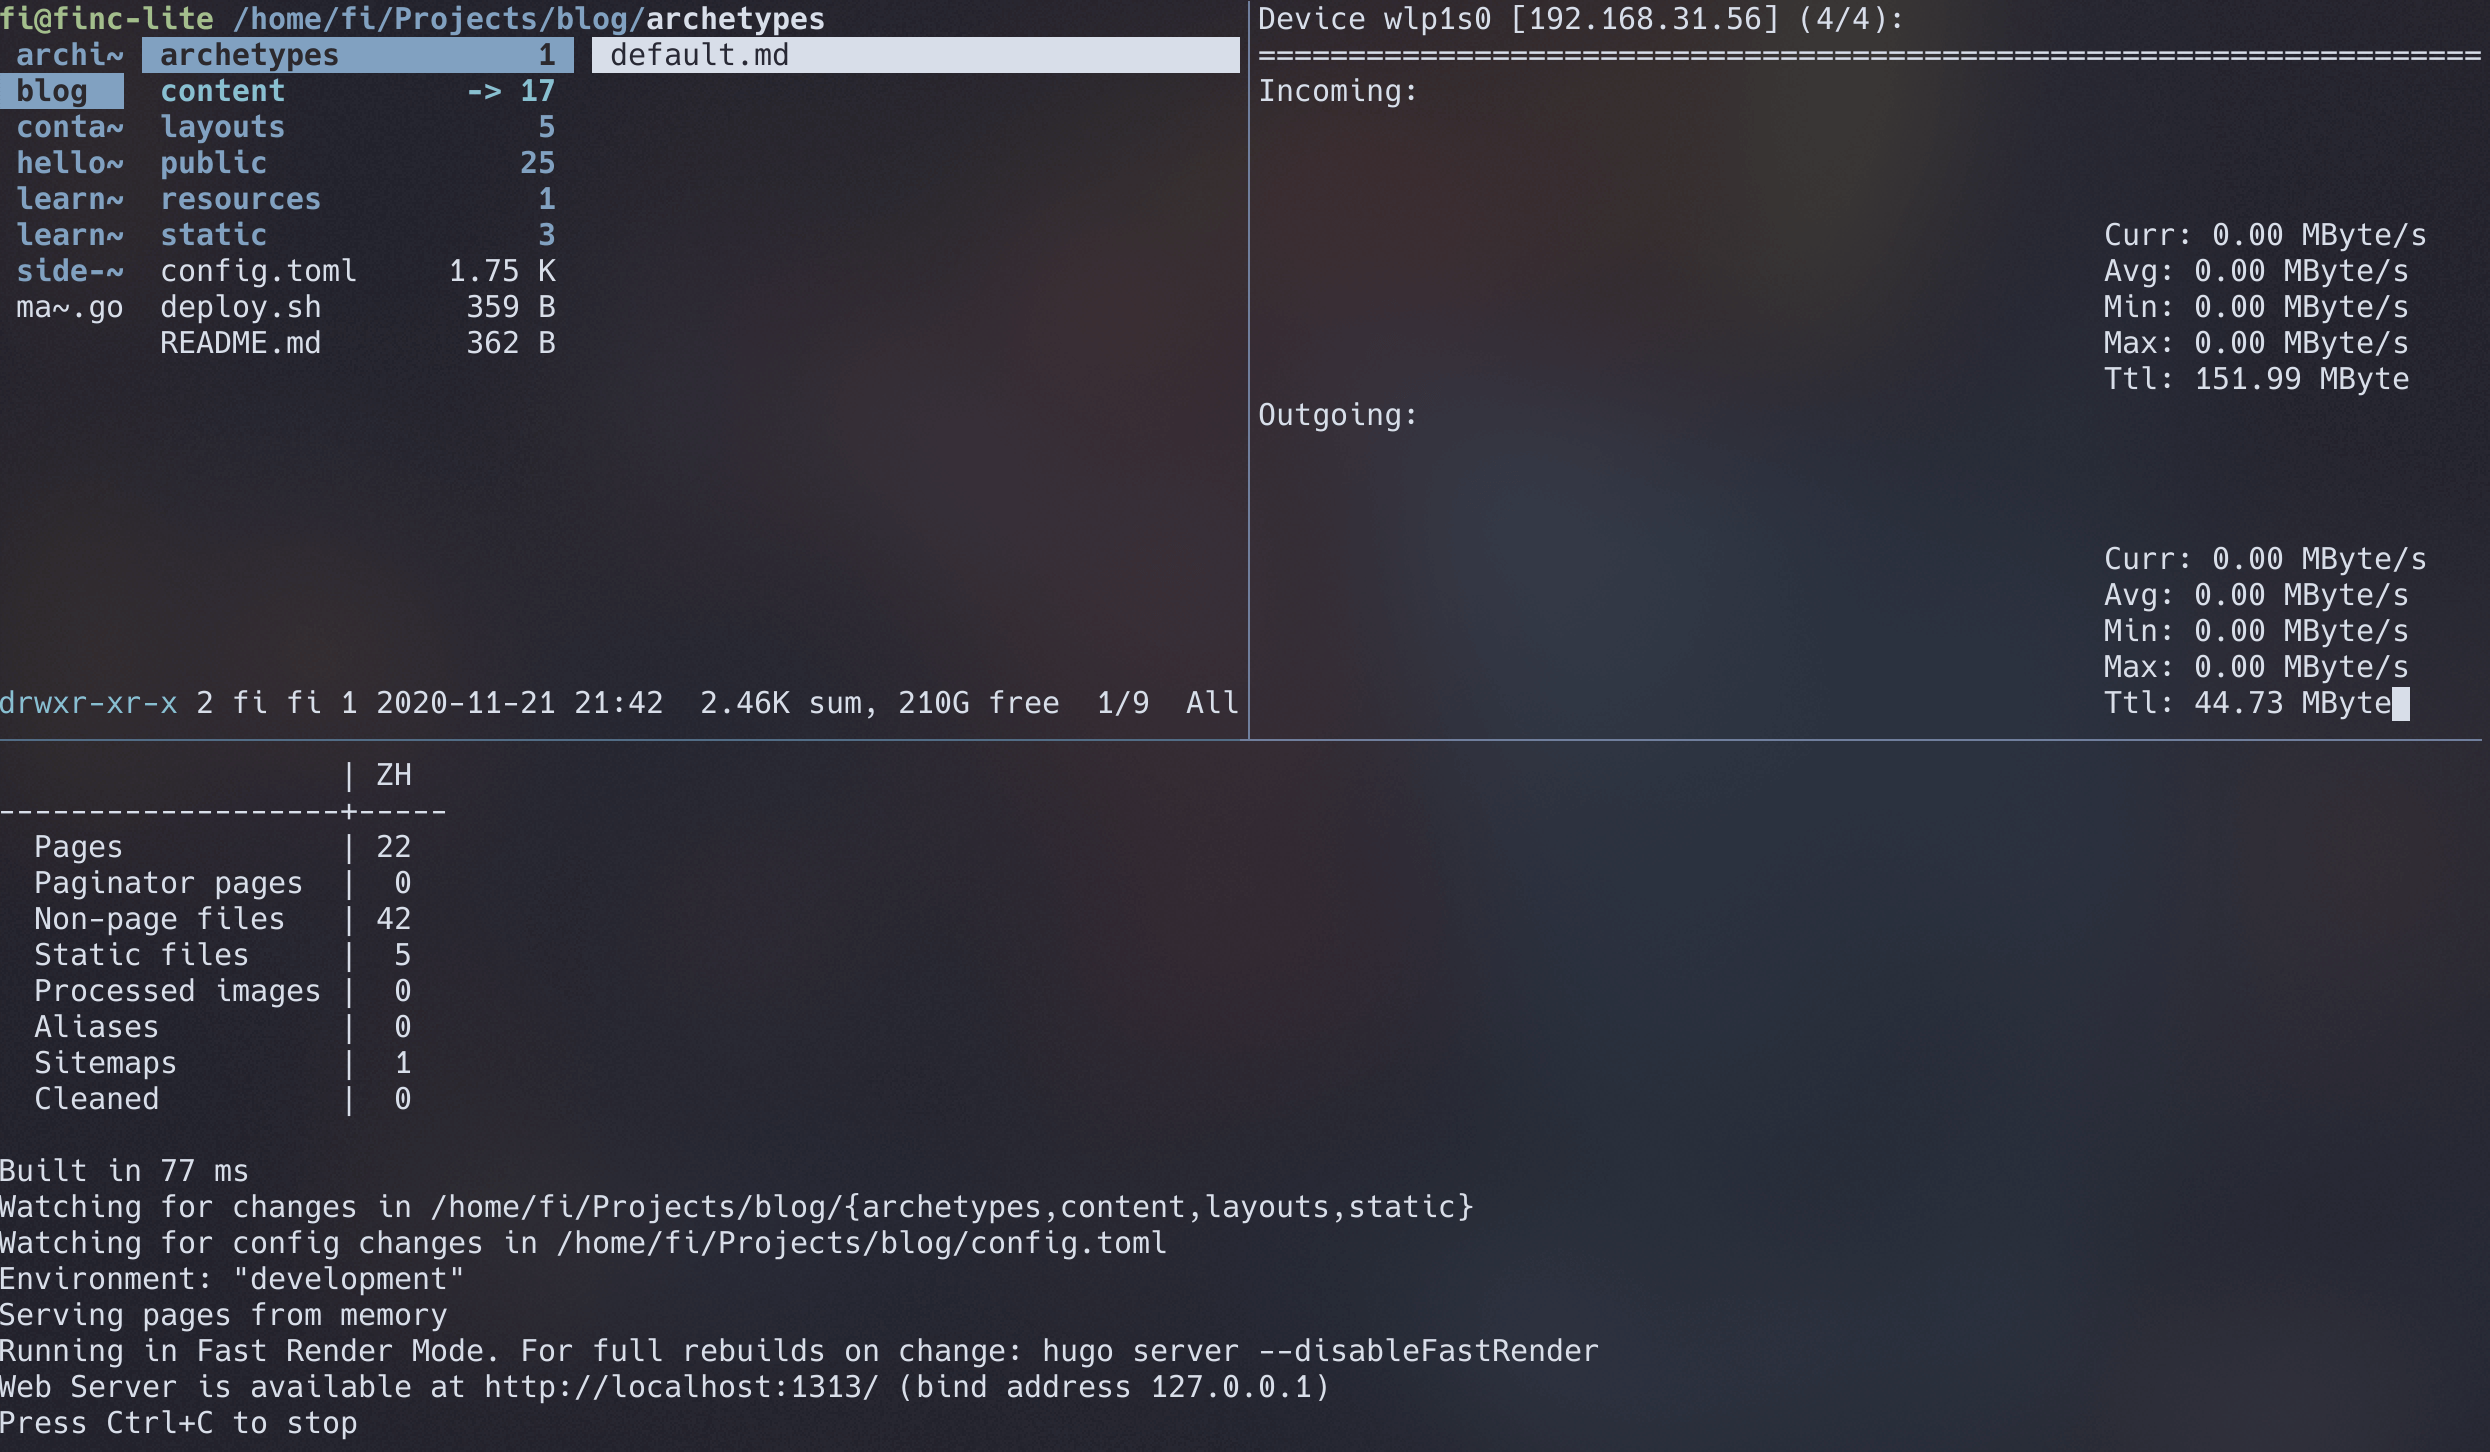 fi@finc-lite /home/fi/Projects/blog/archetypes
archi~ archetypes 1 default.md
blog content -> 17
conta~ layouts 5
hello~ public 25
learn~ resources 1
learn~ static 3
side-~ config.toml 1.75 K
ma~.go deploy.sh 359 B
README.md 362 B
drwxr-xr-x 2 fi fi 1 2020-11-21 21:42 2.46K sum, 210G free 1/9 All
Device wlp1s0 [192.168.31.56] (4/4):
====================================================================
Incoming:
Curr: 0.00 MByte/s
Avg: 0.00 MByte/s
Min: 0.00 MByte/s
Max: 0.00 MByte/s
Ttl: 151.99 MByte
Outgoing:
Curr: 0.00 MByte/s
Avg: 0.00 MByte/s
Min: 0.00 MByte/s
Max: 0.00 MByte/s
Ttl: 44.73 MByte
| ZH
-------------------+-----
Pages | 22
Paginator pages | 0
Non-page files | 42
Static files | 5
Processed images | 0
Aliases | 0
Sitemaps | 1
Cleaned | 0
Built in 77 ms
Watching for changes in /home/fi/Projects/blog/{archetypes,content,layouts,static}
Watching for config changes in /home/fi/Projects/blog/config.toml
Environment: "development"
Serving pages from memory
Running in Fast Render Mode. For full rebuilds on change: hugo server --disableFastRender
Web Server is available at http://localhost:1313/ (bind address 127.0.0.1)
Press Ctrl+C to stop